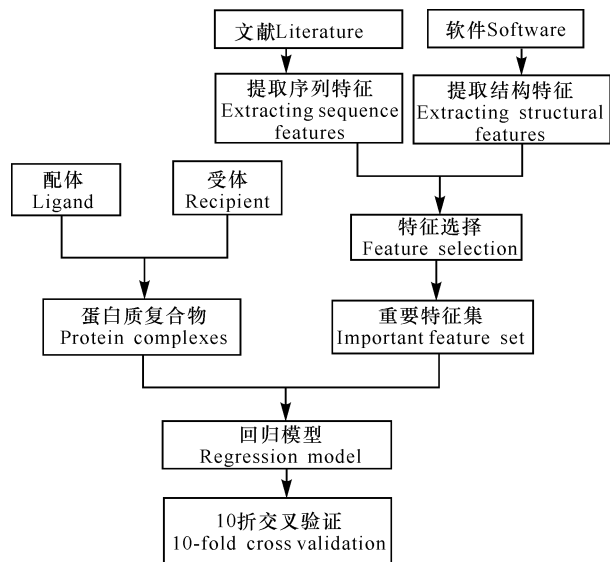 文献Literature
软件Software
提取序列特征
Extracting sequence
features
提取结构特征
Extracting structural
features
配体
Ligand
受体
Recipient
特征选择
Feature selection
蛋白质复合物
Protein complexes
重要特征集
Important feature set
回归模型
Regression model
10折交叉验证
10-fold cross validation